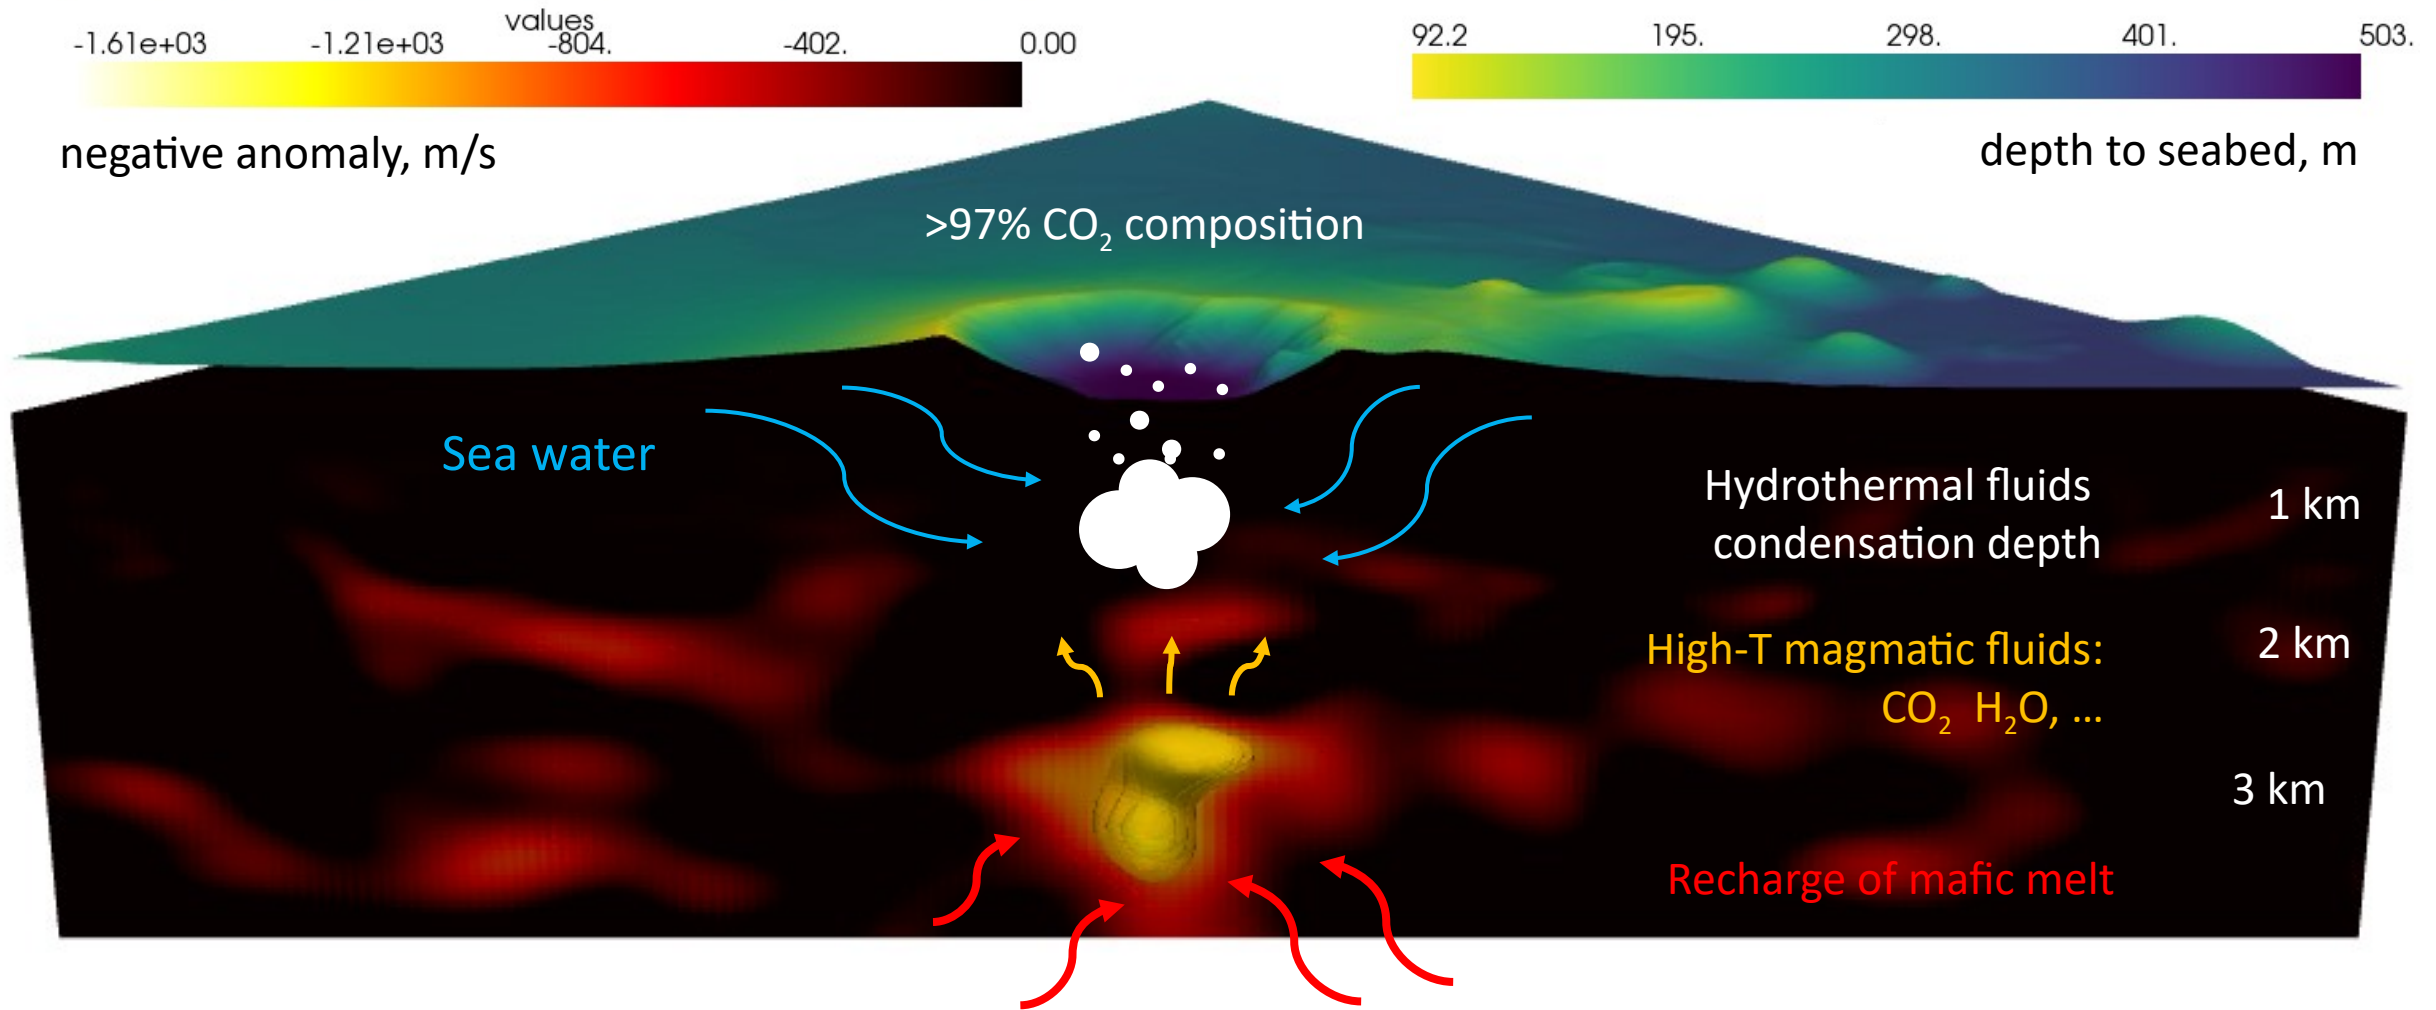 values
-1.61e+03 -1.21e+03 -804. -402. 0.00
92.2 195. 298. 401. 503.
negative anomaly, m/s
depth to seabed, m
>97% CO₂ composition
Sea water
Hydrothermal fluids
condensation depth
1 km
High-T magmatic fluids:
CO₂ H₂O, ...
2 km
3 km
Recharge of mafic melt